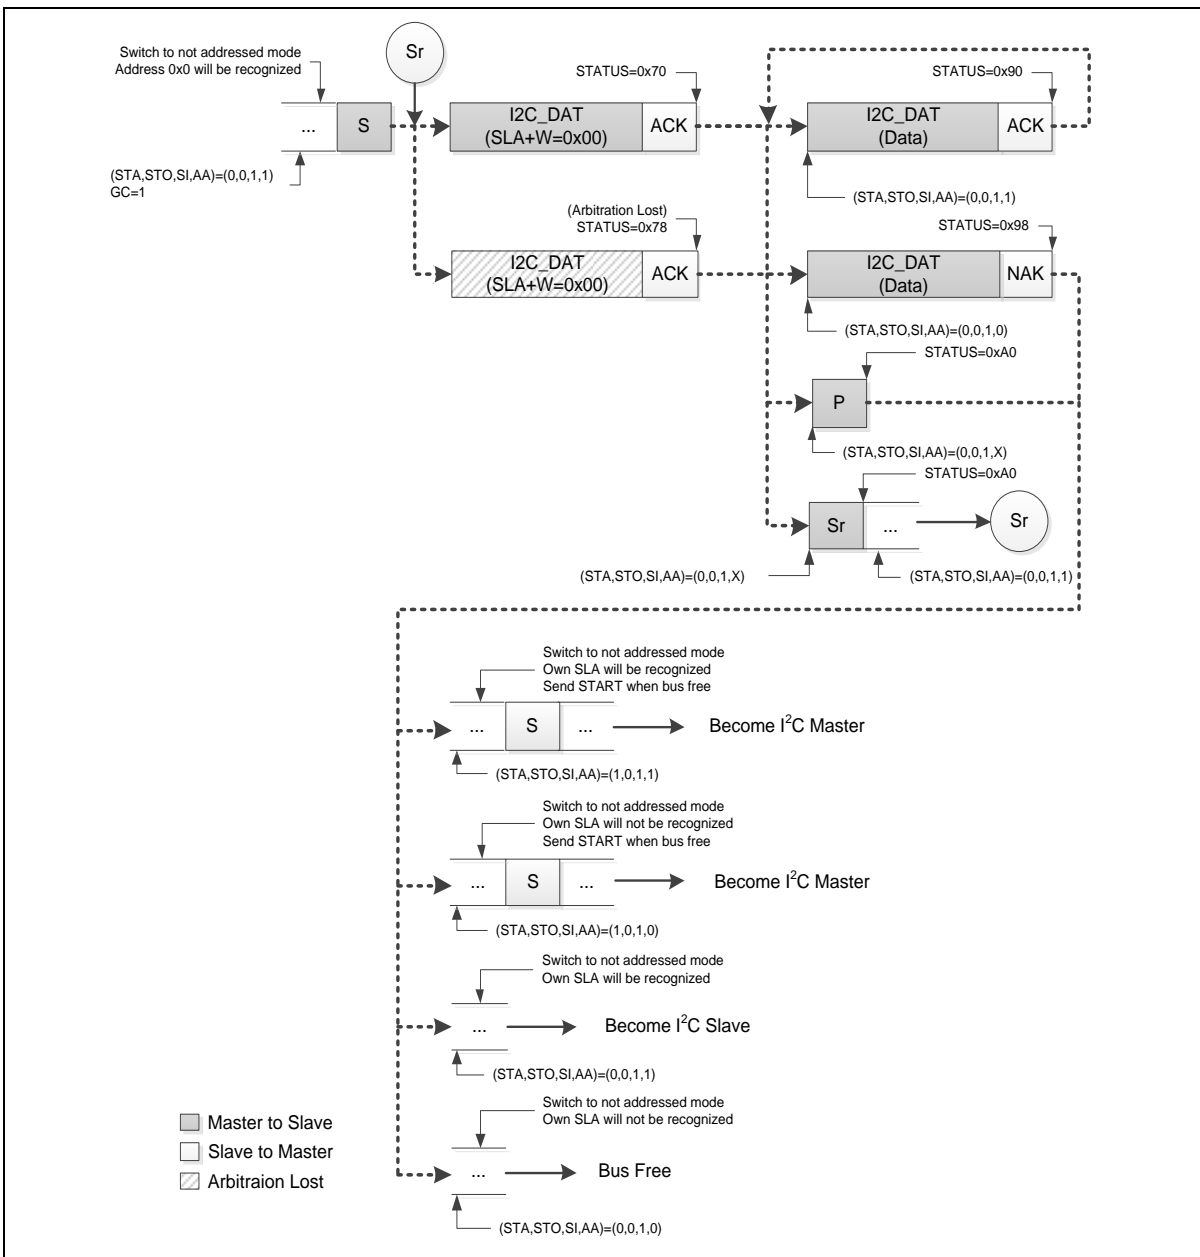 Switch to not addressed mode
Address 0x0 will be recognized
Sr
STATUS=0x70
STATUS=0x90
...
S
I2C_DAT
(SLA+W=0x00)
ACK
I2C_DAT
(Data)
ACK
(STA,STO,SI,AA)=(0,0,1,1)
GC=1
(STA,STO,SI,AA)=(0,0,1,1)
(Arbitration Lost)
STATUS=0x78
STATUS=0x98
I2C_DAT
(SLA+W=0x00)
ACK
I2C_DAT
(Data)
NAK
(STA,STO,SI,AA)=(0,0,1,0)
STATUS=0xA0
P
(STA,STO,SI,AA)=(0,0,1,X)
STATUS=0xA0
Sr
...
Sr
(STA,STO,SI,AA)=(0,0,1,X)
(STA,STO,SI,AA)=(0,0,1,1)
Switch to not addressed mode
Own SLA will be recognized
Send START when bus free
...
S
...
Become I²C Master
(STA,STO,SI,AA)=(1,0,1,1)
Switch to not addressed mode
Own SLA will not be recognized
Send START when bus free
...
S
...
Become I²C Master
(STA,STO,SI,AA)=(1,0,1,0)
Switch to not addressed mode
Own SLA will be recognized
...
Become I²C Slave
(STA,STO,SI,AA)=(0,0,1,1)
Switch to not addressed mode
Own SLA will not be recognized
...
Bus Free
(STA,STO,SI,AA)=(0,0,1,0)
Master to Slave
Slave to Master
Arbitraion Lost